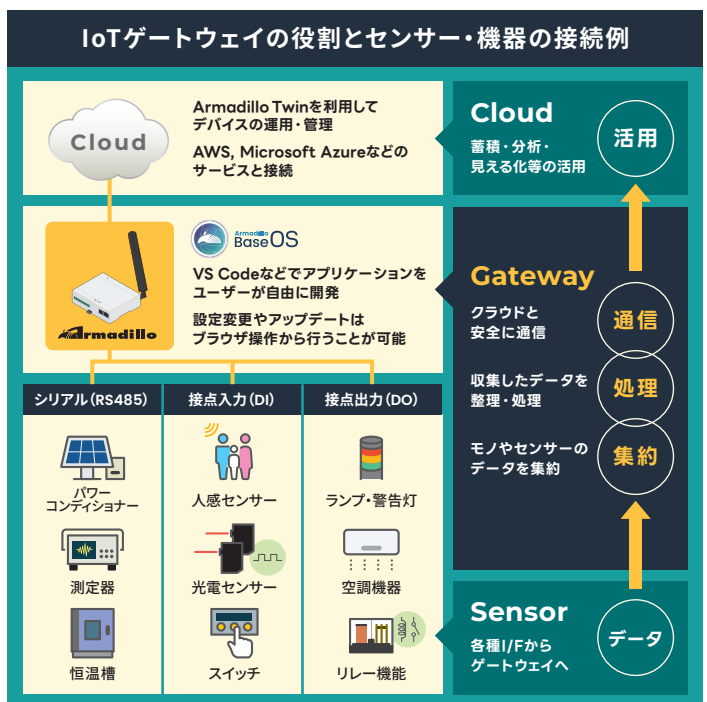 IoTゲートウェイの役割とセンサー・機器の接続例
Cloud
Armadillo Twinを利用して
デバイスの運用・管理
AWS, Microsoft Azureなどの
サービスと接続
Cloud
蓄積・分析・
見える化等の活用
活用
Armadillo
Armadillo
Base OS
VS Codeなどでアプリケーションを
ユーザーが自由に開発
設定変更やアップデートは
ブラウザ操作から行うことが可能
Gateway
クラウドと
安全に通信
通信
収集したデータを
整理・処理
処理
モノやセンサーの
データを集約
集約
シリアル(RS485)
パワー
コンディショナー
測定器
恒温槽
接点入力(DI)
人感センサー
光電センサー
スイッチ
接点出力(DO)
ランプ・警告灯
空調機器
リレー機能
Sensor
各種I/Fから
ゲートウェイへ
データ